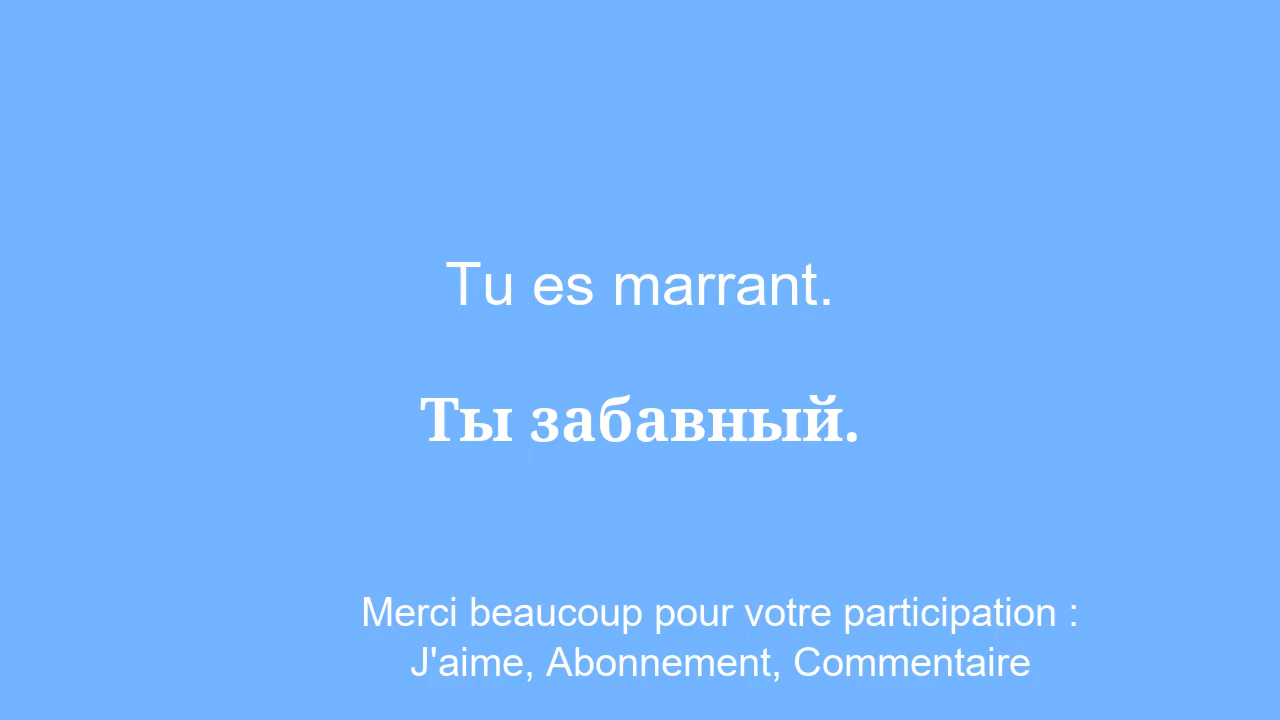 Tu es marrant.
Ты забавный.
Merci beaucoup pour votre participation :
J'aime, Abonnement, Commentaire